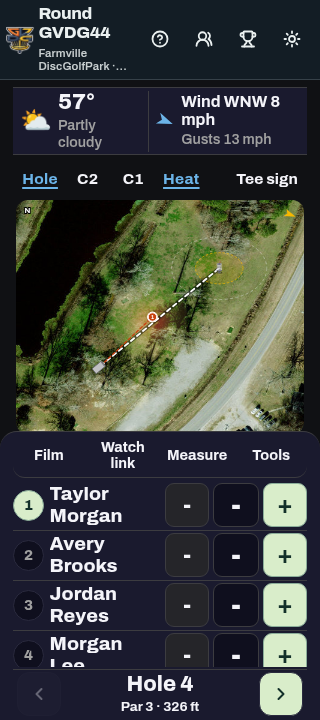 Round
GVDG44
Farmville
DiscGolfPark ·…
57°
Partly
cloudy
Wind WNW 8
mph
Gusts 13 mph
Hole
C2
C1
Heat
Tee sign
N
Film
Watch
link
Measure
Tools
1
Taylor
Morgan
-
-
+
2
Avery
Brooks
-
-
+
3
Jordan
Reyes
-
-
+
4
Morgan
Lee
-
-
+
Hole 4
Par 3 · 326 ft